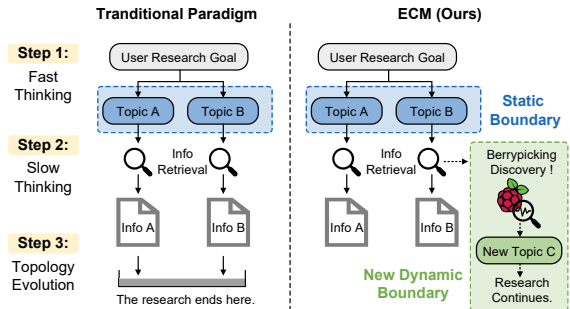 Tranditional Paradigm
ECM (Ours)
Step 1:
Fast
Thinking
User Research Goal
Topic A
Topic B
User Research Goal
Topic A
Topic B
Static
Boundary
Step 2:
Slow
Thinking
Info
Retrieval
Info
Retrieval
Berrypicking
Discovery !
Info A
Info B
Info A
Info B
New Topic C
Step 3:
Topology
Evolution
The research ends here.
New Dynamic
Boundary
Research
Continues.